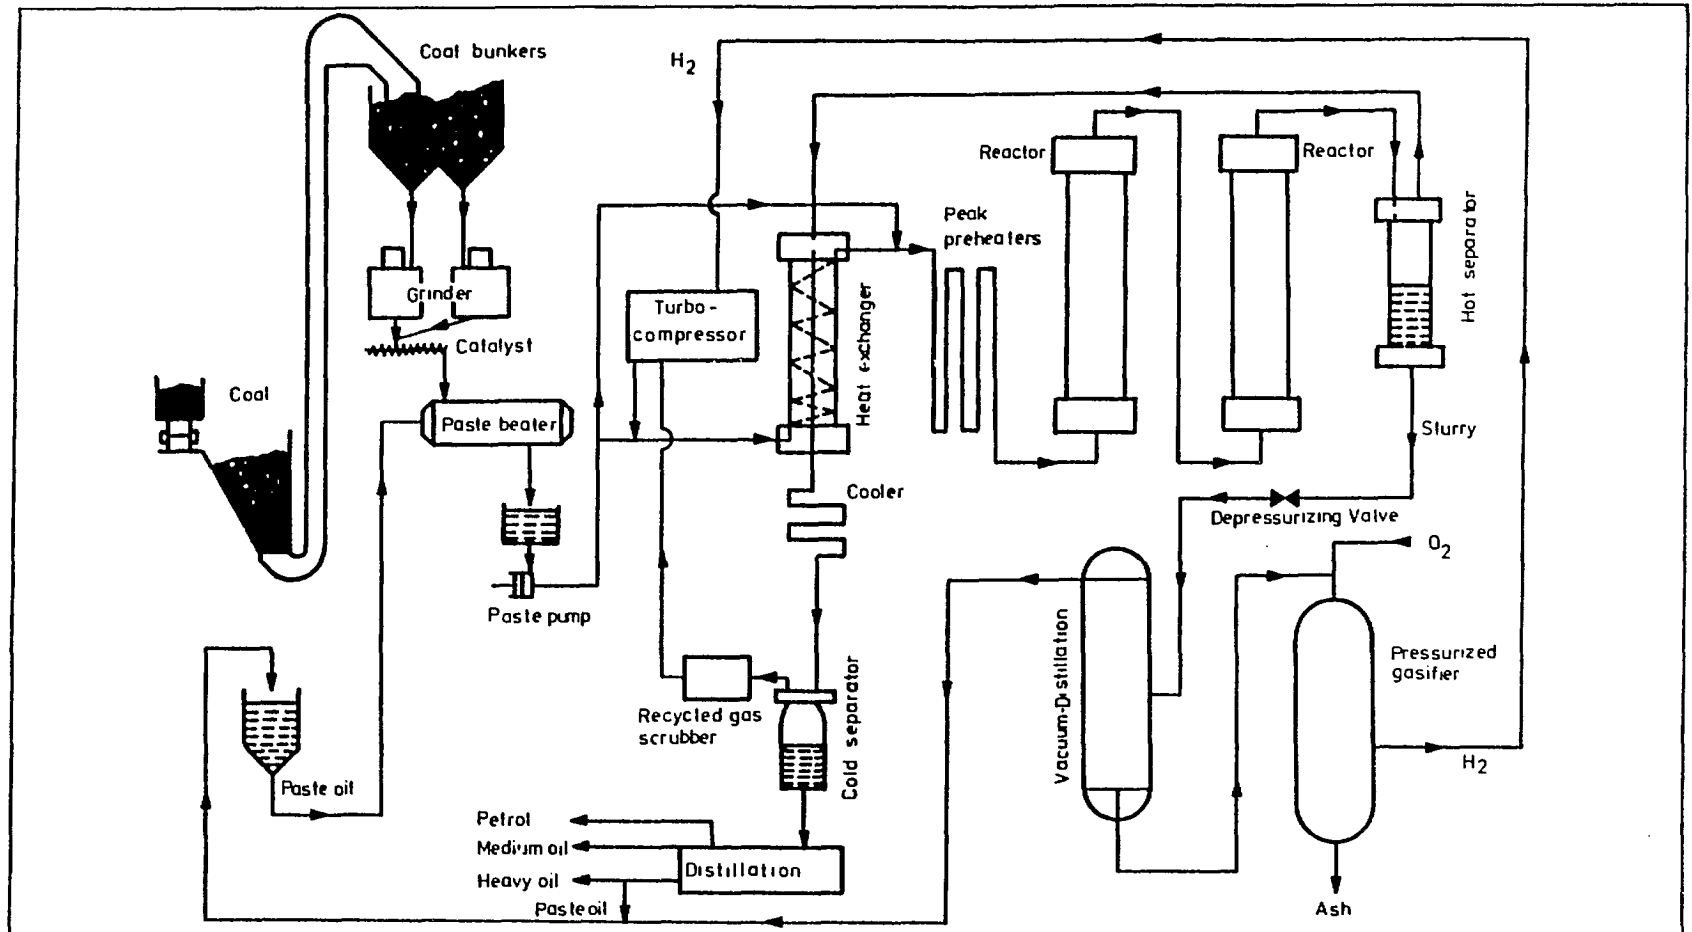 Coal bunkers
H2
Reactor
Reactor
Peak
preheaters
Hot separator
Grinder
Turbo-
compressor
Heat exchanger
Catalyst
Coal
Paste beater
Slurry
Cooler
Depressurizing Valve
O2
Paste pump
Vacuum-Distillation
Pressurized
gasifier
Recycled gas
scrubber
Cold separator
H2
Paste oil
Petrol
Medium oil
Distillation
Heavy oil
Paste oil
Ash